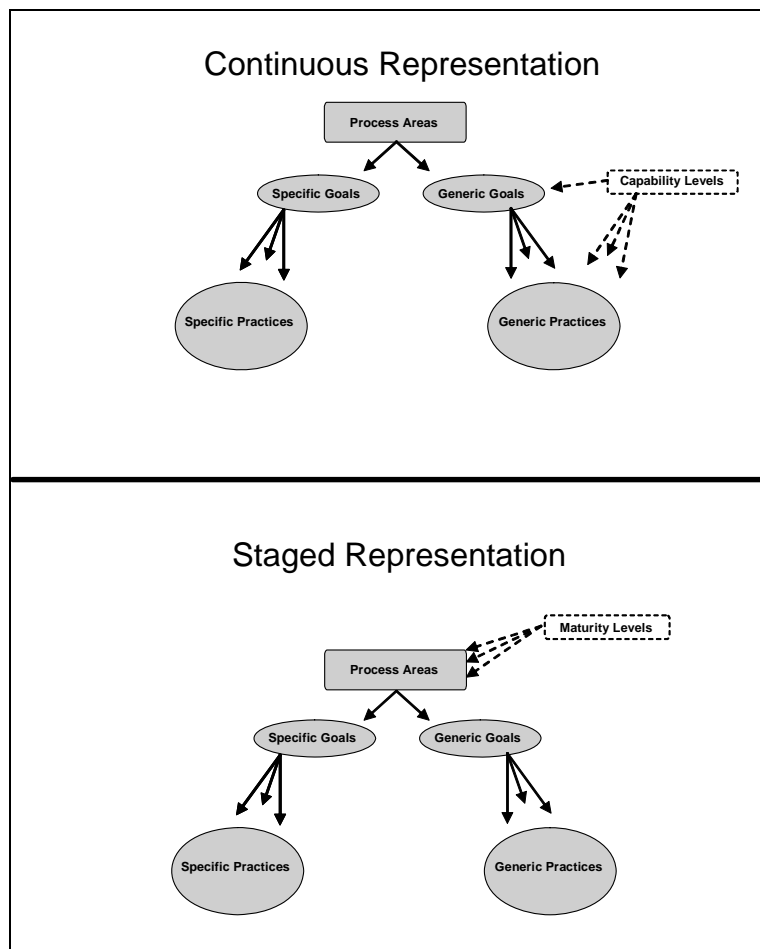 Continuous Representation
Process Areas
Specific Goals
Generic Goals
Capability Levels
Specific Practices
Generic Practices
Staged Representation
Maturity Levels
Process Areas
Specific Goals
Generic Goals
Specific Practices
Generic Practices